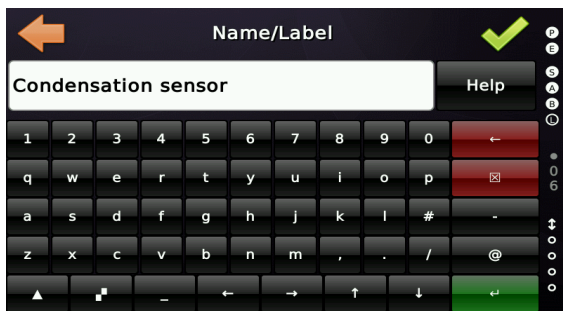 Name/Label
Condensation sensor
Help
1 2 3 4 5 6 7 8 9 0 ←
q w e r t y u i o p ☒
a s d f g h j k l # -
z x c v b n m , . / @
▲ ▞ _ ← → ↑ ↓ ↵
P
E
S
A
B
L
0
6